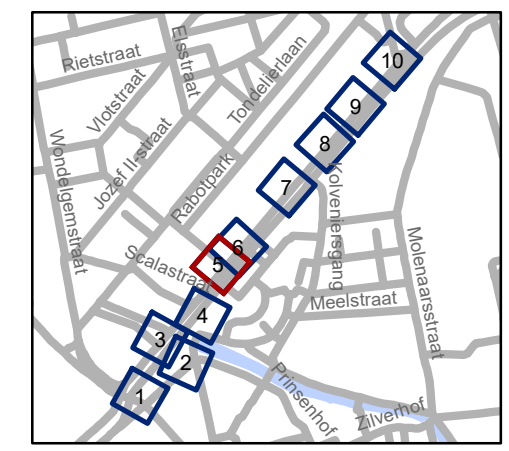 Rietstraat
Elsstraat
Tondelierlaan
10
Vlotstraat
9
Jozef II-straat
8
Wondelgemstraat
Rabotpark
7
Kolveniersgang
6
5
Scalastraat
Molenaarsstraat
Meelstraat
4
3
2
1
Prinsenhof
Zilverhof